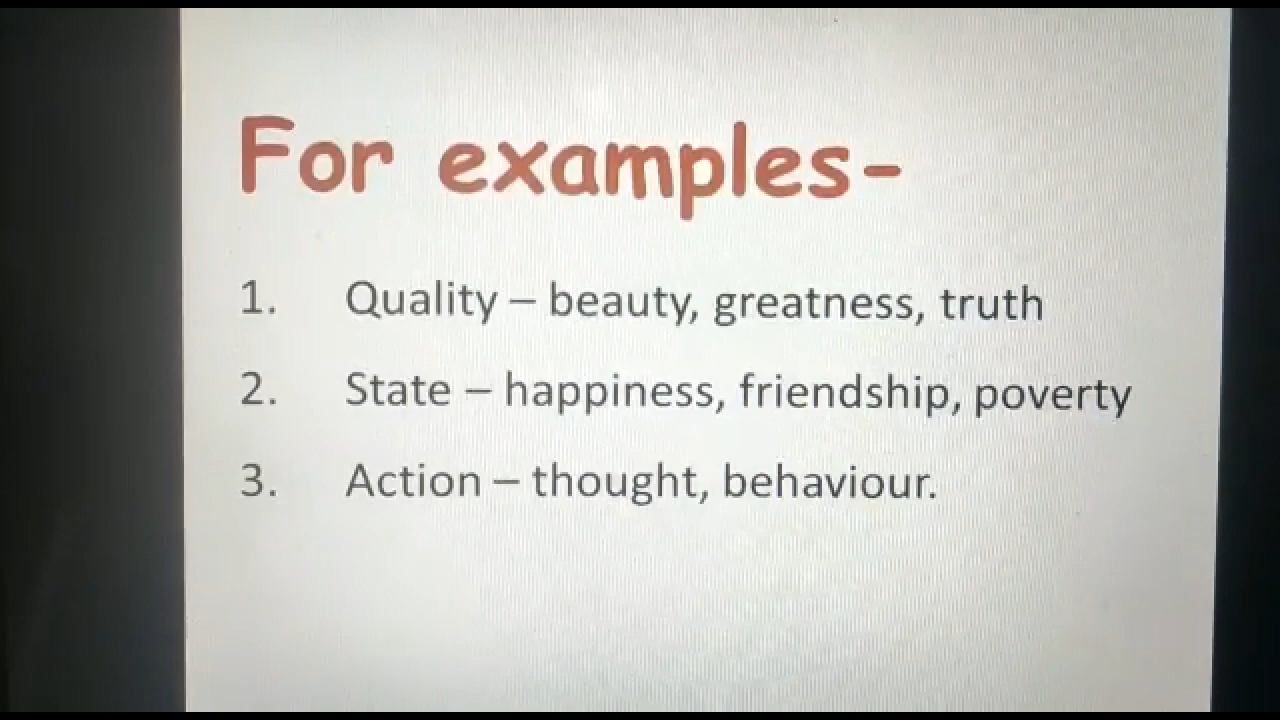 For examples-
1. Quality – beauty, greatness, truth
2. State – happiness, friendship, poverty
3. Action – thought, behaviour.